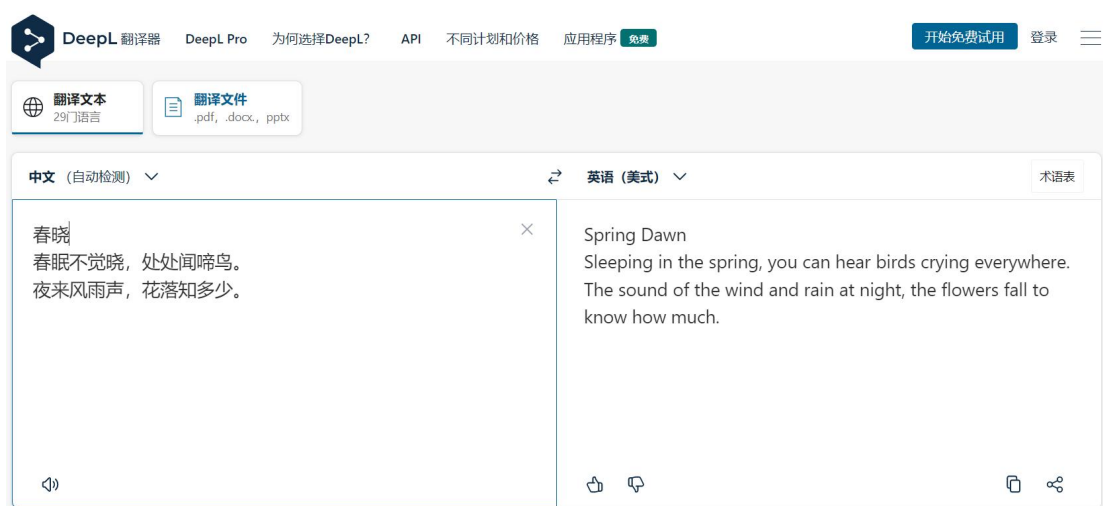 DeepL 翻译器 DeepL Pro 为何选择DeepL? API 不同计划和价格 应用程序 免费 开始免费试用 登录
翻译文本
29门语言
翻译文件
.pdf, .docx., pptx
中文 (自动检测)
英语 (美式)
术语表
春晓
春眠不觉晓，处处闻啼鸟。
夜来风雨声，花落知多少。
Spring Dawn
Sleeping in the spring, you can hear birds crying everywhere.
The sound of the wind and rain at night, the flowers fall to
know how much.